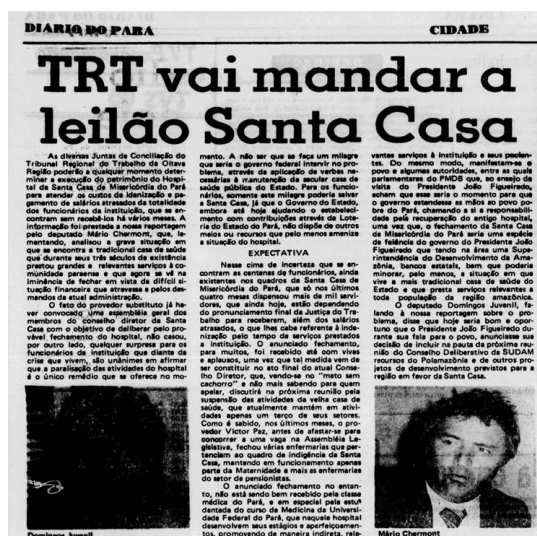 DIARIO DO PARA
CIDADE
TRT vai mandar a
leilão Santa Casa
As diversas Juntas de Conciliação do
Tribunal Regional do Trabalho da Oitava
Região poderão a qualquer momento deter-
minar a execução do patrimônio do Hospi-
tal da Santa Casa de Misericórdia do Pará
para atender os custos de idenização e pa-
gamento de salários atrasados da totalidade
dos funcionários da instituição, que se en-
contram sem recebê-los há vários meses. A
informação foi prestada a nossa reportagem
pelo deputado Mário Chermont, que, la-
mentando, analisou a grave situação em
que se encontra a tradicional casa de saúde
que durante seus três séculos de existência
prestou grandes e relevantes serviços à co-
munidade paraense e que agora se vê na
iminência de fechar em vista da difícil si-
tuação financeira que atravessa e pelos des-
mandos da atual administração.
O fato do provedor substituto já ha-
ver convocado uma assembléia geral dos
membros do conselho diretor da Santa
Casa com o objetivo de deliberar pelo pro-
vável fechamento do hospital, não causou,
por outro lado, qualquer surpresa para os
funcionários da instituição que diante da
crise que vivem, são unânimes em afirmar
que a paralisação das atividades do hospital
é o único remédio que se oferece no mo-
mento. A não ser que se faça um milagre
que seria o governo federal intervir no pro-
blema, através da aplicação de verbas ne-
cessárias à manutenção da secular casa de
saúde pública do Estado. Para os funcio-
nários, somente este milagre poderia salvar
a Santa Casa, já que o Governo do Estado,
embora até hoje ajudando o estabeleci-
mento com contribuições através da Lote-
ria do Estado do Pará, não dispõe de outros
meios ou recursos que pelo menos amenize
a situação do hospital.
EXPECTATIVA
Nesse clima de incerteza que se en-
contram as centenas de funcionários, ainda
existentes nos quadros da Santa Casa de
Misericórdia do Pará, que só nos últimos
quatro meses dispensou mais de mil servi-
dores, que ainda hoje, estão dependendo
do pronunciamento final da Justiça do Tra-
balho para receberem, além dos salários
atrasados, o que lhes cabe referente à inde-
nização pelo tempo de serviços prestados
a instituição. O anunciado fechamento,
para muitos, foi recebido até com vivas
e aplausos, uma vez que tal medida vem de
ser constituir no ato final do atual Conse-
lho Diretor, que, vendo-se no "mato sem
cachorro" e não mais sabendo para quem
apelar, discutirá na próxima reunião pela
suspensão das atividades da velha casa de
saúde, que atualmente mantém em ativi-
dades apenas um terço de seus setores.
Como é sabido, nos últimos meses, o pro-
vedor Victor Paz, antes de afastar-se para
concorrer a uma vaga na Assembléia Le-
gislativa, fechou várias enfermarias que per-
tenciam ao quadro de indigência da Santa
Casa, mantendo em funcionamento apenas
parte da Maternidade e mais as enfermarias
do setor de pensionistas.
O anunciado fechamento no entan-
to, não está sendo bem recebido pela classe
médica do Pará, e em especial pela estu-
dantada do curso de Medicina da Universi-
dade Federal do Pará, que naquele hospital
desenvolvem seus estágios e aperfeiçoamen-
tos, promovendo de maneira indireta, rele-
vantes serviços à Instituição e seus pacien-
tes. Do mesmo modo, manifestam-se o
povo e algumas autoridades, entre as quais
parlamentares do PMDB que, ao ensejo da
visita do Presidente João Figueiredo,
acham que esse seria o momento para que
o governo estendesse as mãos ao povo po-
bre do Pará, chamando a si a responsabili-
dade pela recuperação do antigo hospital,
uma vez que, o fechamento da Santa Casa
de Misericórdia do Pará seria uma espécie
de falência do governo do Presidente João
Figueiredo que tendo na área uma Supe-
rintendência do Desenvolvimento da Ama-
zônia, bancos estatais, bem que poderia
minorar, pelo menos, a situação em que
vive a mais tradicional casa de saúde do
Estado e que presta serviços relevantes a
toda população da região amazônica.
O deputado Domingos Juvenil, fa-
lando à nossa reportagem sobre o pro-
blema, disse que hoje seria bom e opor-
tuno que o Presidente João Figueiredo du-
rante sua fala para o povo, anunciasse sua
decisão de incluir na pauta da próxima reu-
nião do Conselho Deliberativo da SUDAM
recursos do Polamazônia e de outros pro-
jetos de desenvolvimento previstos para a
região em favor da Santa Casa.
Domingos Juvenil
Mário Chermont